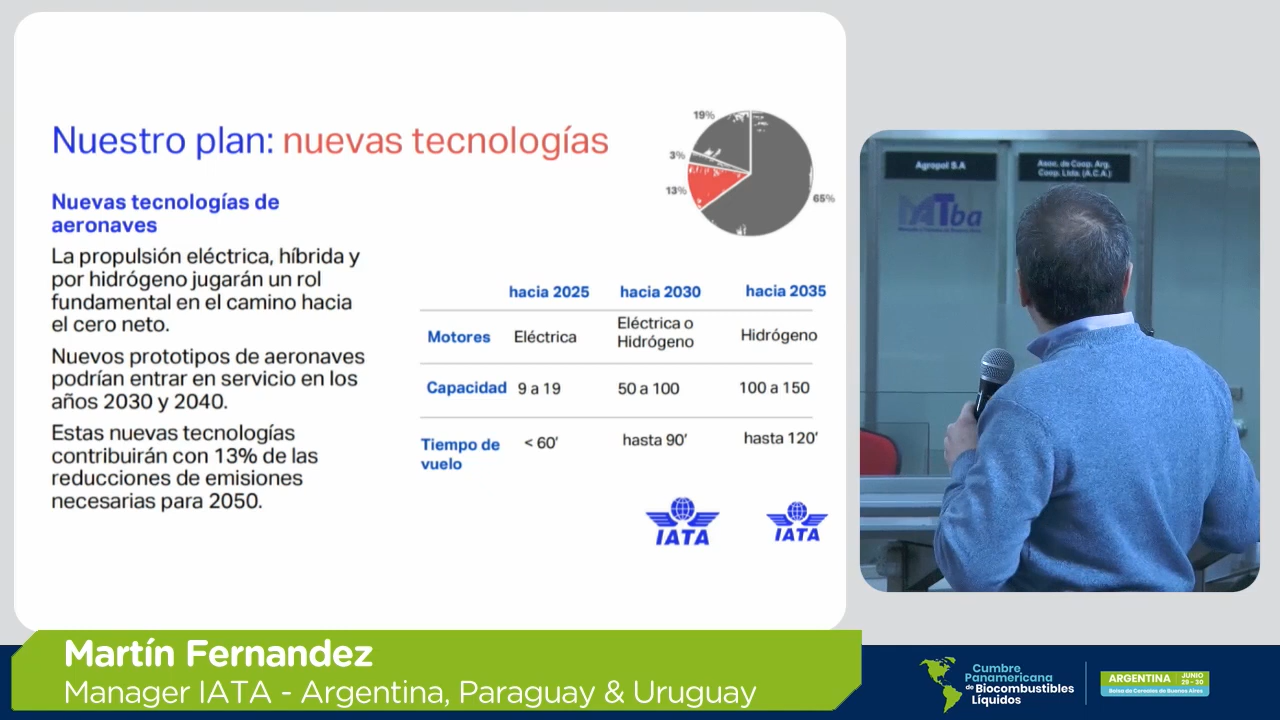 Nuestro plan: nuevas tecnologías
19%
3%
13%
65%
Nuevas tecnologías de
aeronaves
La propulsión eléctrica, híbrida y
por hidrógeno jugarán un rol
fundamental en el camino hacia
el cero neto.
Nuevos prototipos de aeronaves
podrían entrar en servicio en los
años 2030 y 2040.
Estas nuevas tecnologías
contribuirán con 13% de las
reducciones de emisiones
necesarias para 2050.
hacia 2025 hacia 2030 hacia 2035
Motores Eléctrica Eléctrica o Hidrógeno Hidrógeno
Capacidad 9 a 19 50 a 100 100 a 150
Tiempo de vuelo < 60’ hasta 90’ hasta 120’
IATA IATA
Agropol S.A
Asoc. de Coop. Arg.
Coop. Ltda. (A.C.A.)
MATba
Martín Fernandez
Manager IATA - Argentina, Paraguay & Uruguay
Cumbre
Panamericana
de Biocombustibles
Líquidos
ARGENTINA JUNIO 29 - 30
Bolsa de Cereales de Buenos Aires